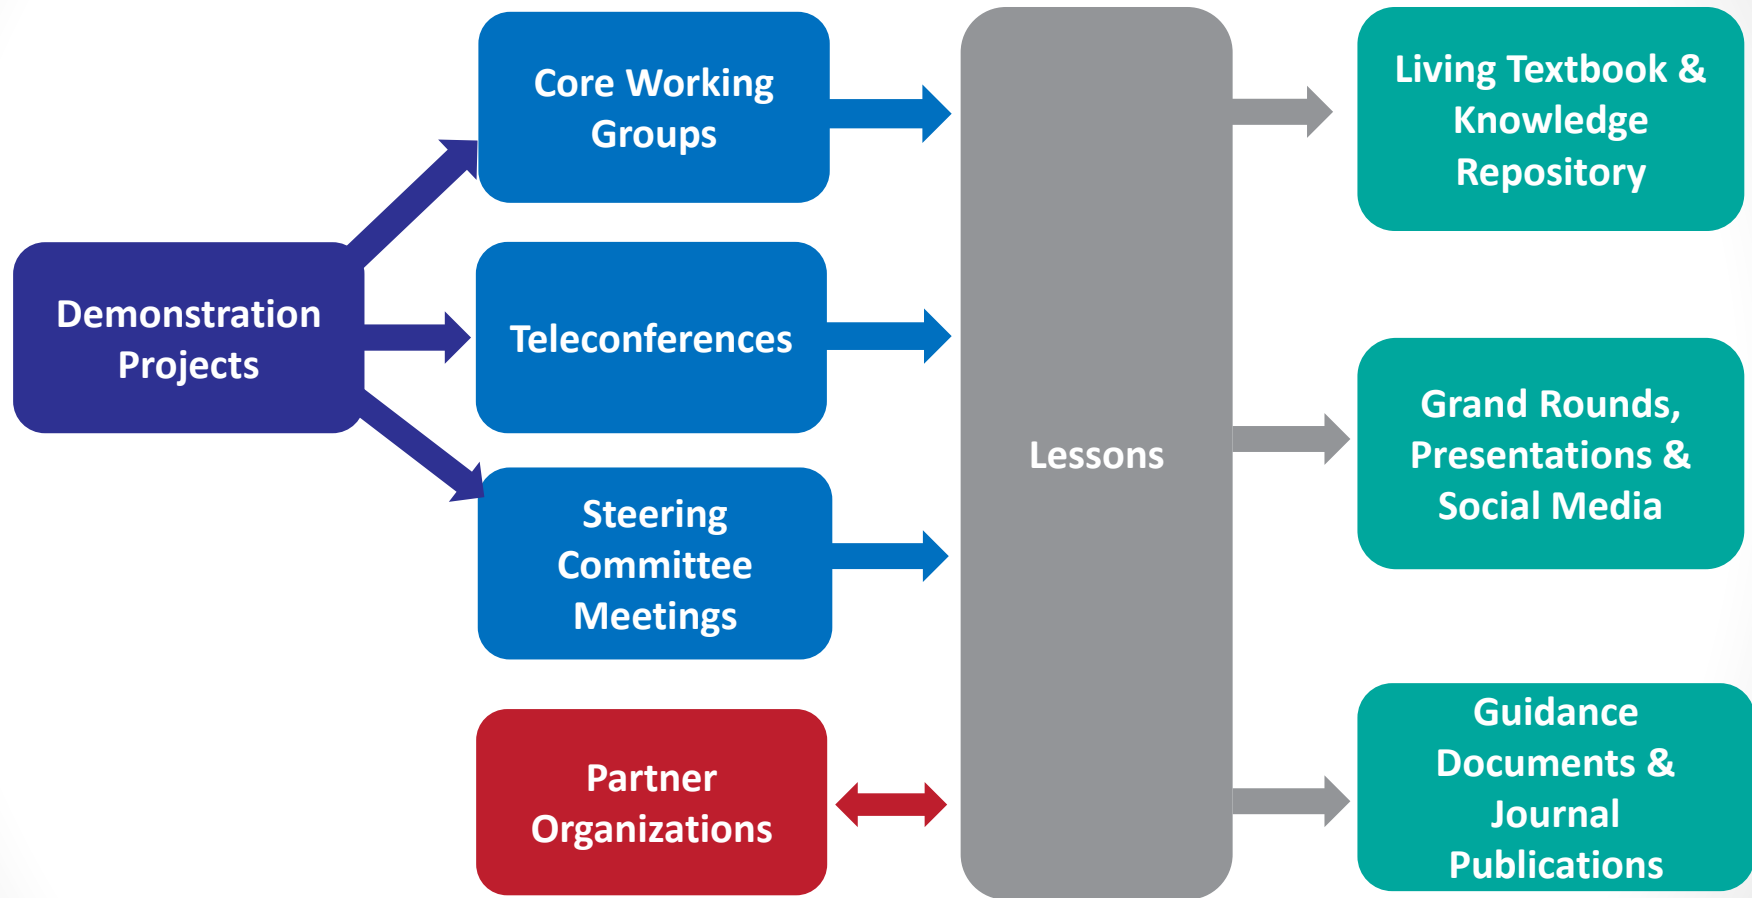 Demonstration
Projects
Core Working
Groups
Teleconferences
Steering
Committee
Meetings
Partner
Organizations
Lessons
Living Textbook &
Knowledge
Repository
Grand Rounds,
Presentations &
Social Media
Guidance
Documents &
Journal
Publications